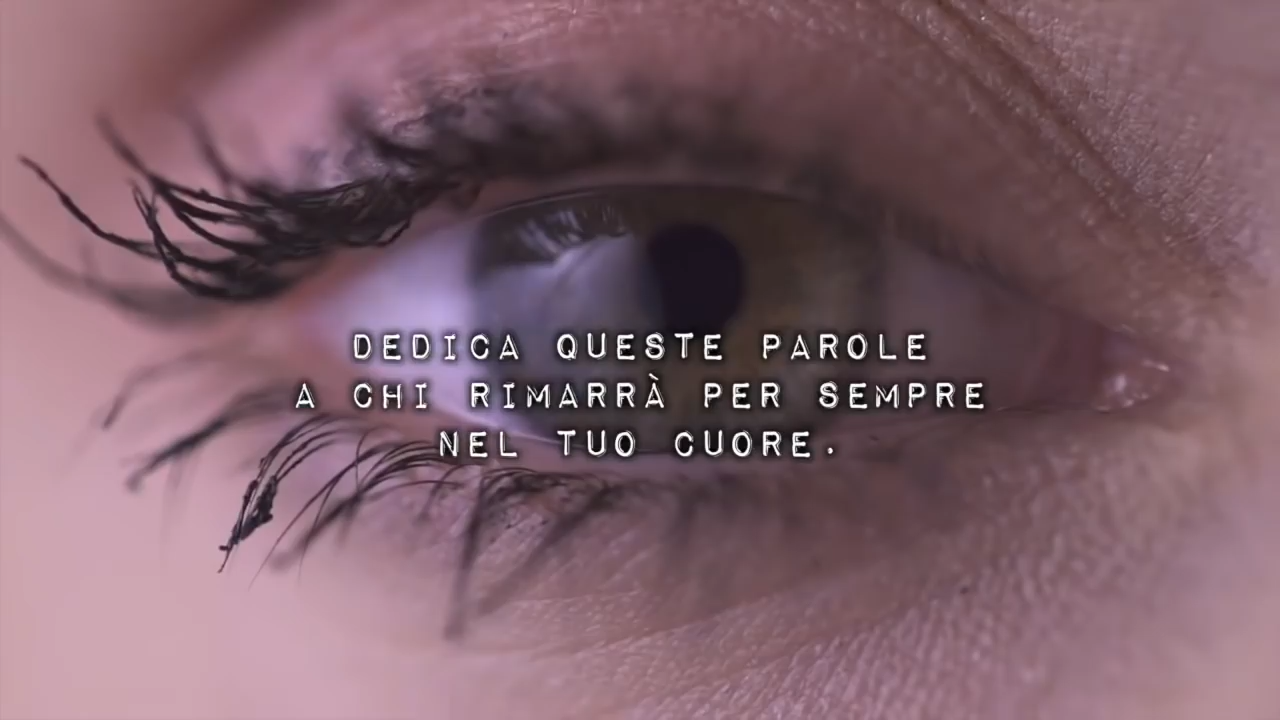 DEDICA QUESTE PAROLE
A CHI RIMARRÀ PER SEMPRE
NEL TUO CUORE.